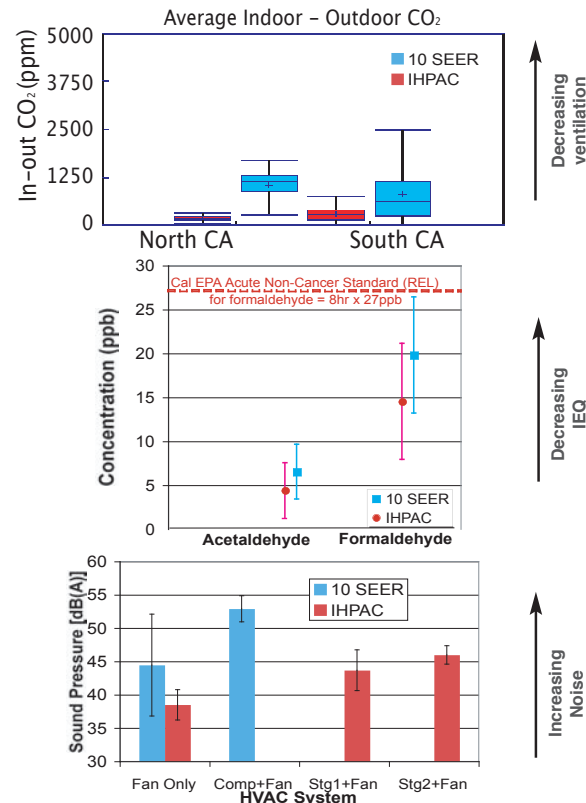 Average Indoor – Outdoor CO₂
5000
3750
2500
1250
0
In-out CO₂ (ppm)
10 SEER
IHPAC
North CA
South CA
Decreasing
ventilation
30
25
20
15
10
5
0
Concentration (ppb)
Cal EPA Acute Non-Cancer Standard (REL)
for formaldehyde = 8hr x 27ppb
10 SEER
IHPAC
Acetaldehyde
Formaldehyde
Decreasing
IEQ
60
55
50
45
40
35
30
Sound Pressure [dB(A)]
10 SEER
IHPAC
Fan Only
Comp+Fan
Stg1+Fan
Stg2+Fan
HVAC System
Increasing
Noise